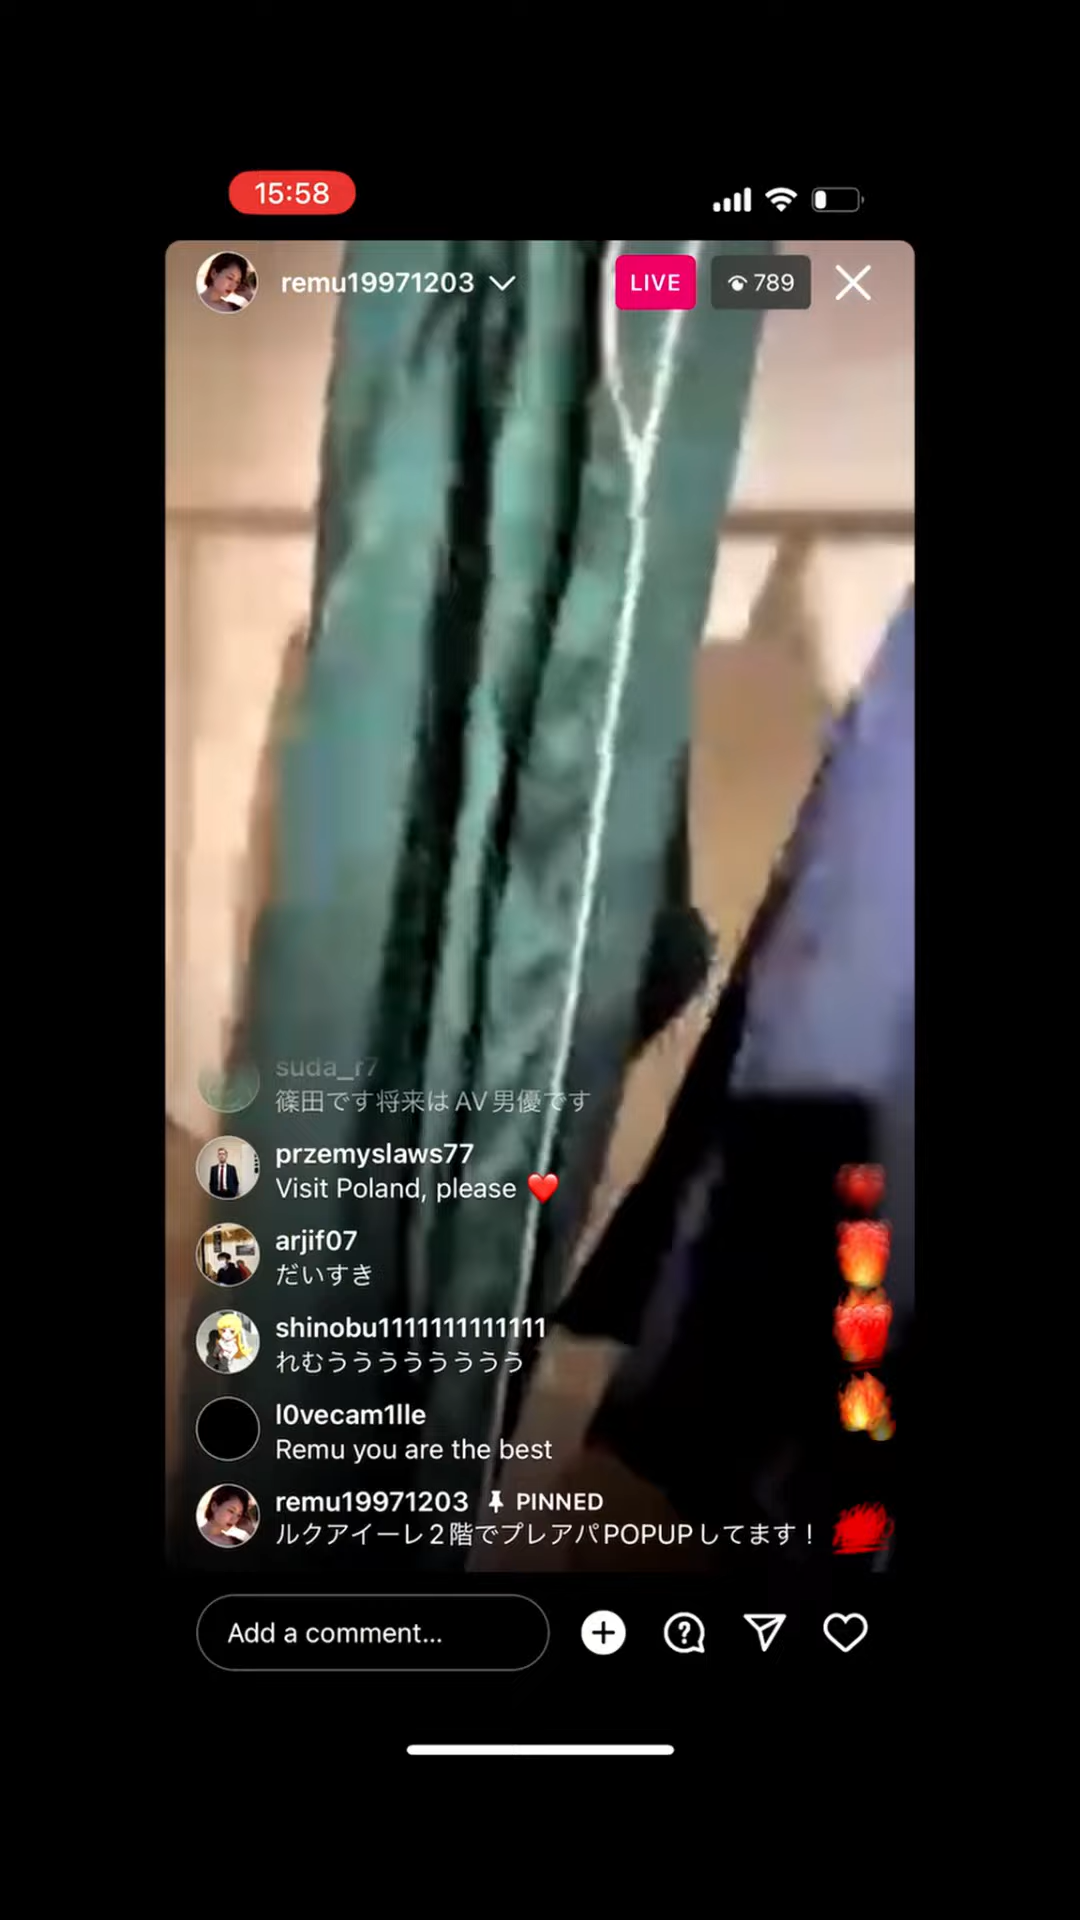 15:58
remu19971203
LIVE
789
suda_r7
篠田です将来はAV男優です
przemyslaws77
Visit Poland, please ❤️
arjif07
だいすき
shinobu1111111111111
れむうううううううう
l0vecam1lle
Remu you are the best
remu19971203 PINNED
ルクアイーレ2階でプレアパPOPUPしてます！
Add a comment...